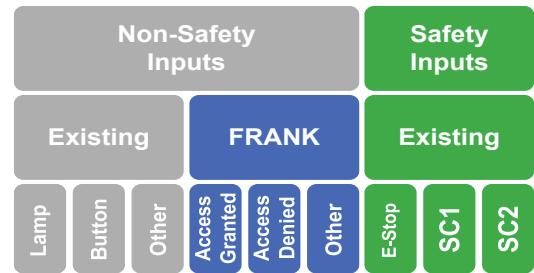 Non-Safety
Inputs
Safety
Inputs
Existing
FRANK
Existing
Lamp
Button
Other
Access
Granted
Access
Denied
Other
E-Stop
SC1
SC2